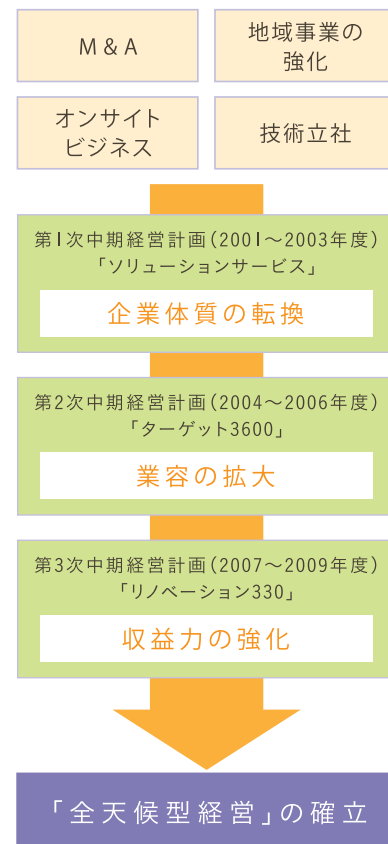 M & A
地域事業の
強化
オンサイト
ビジネス
技術立社
第1次中期経営計画(2001～2003年度)
「ソリューションサービス」
企業体質の転換
第2次中期経営計画(2004～2006年度)
「ターゲット3600」
業容の拡大
第3次中期経営計画(2007～2009年度)
「リノベーション330」
収益力の強化
「全天候型経営」の確立